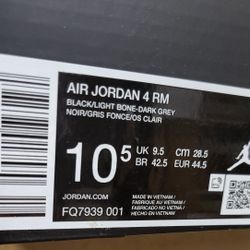 AIR JORDAN 4 RM
BLACK/LIGHT BONE-DARK GREY
NOIR/GRIS FONCE/OS CLAIR
10⁵
UK 9.5 cm 28.5
BR 42.5 EUR 44.5
JORDAN.COM
FQ7939 001
MADE IN VIETNAM /
FABRIQUÉ AU VIETNAM /
FABRICADO NO VIETNÃ /
HECHO EN VIETNAM